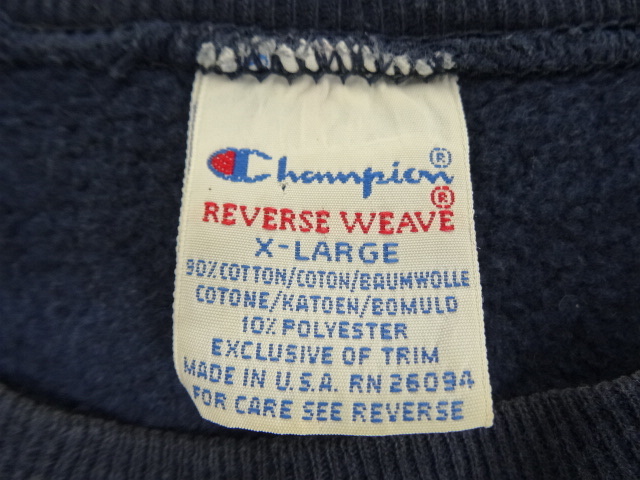 Champion®
REVERSE WEAVE®
X-LARGE
90% COTTON/COTON/BAUMWOLLE
COTONE/KATOEN/BOMULD
10% POLYESTER
EXCLUSIVE OF TRIM
MADE IN U.S.A. RN 26094
FOR CARE SEE REVERSE